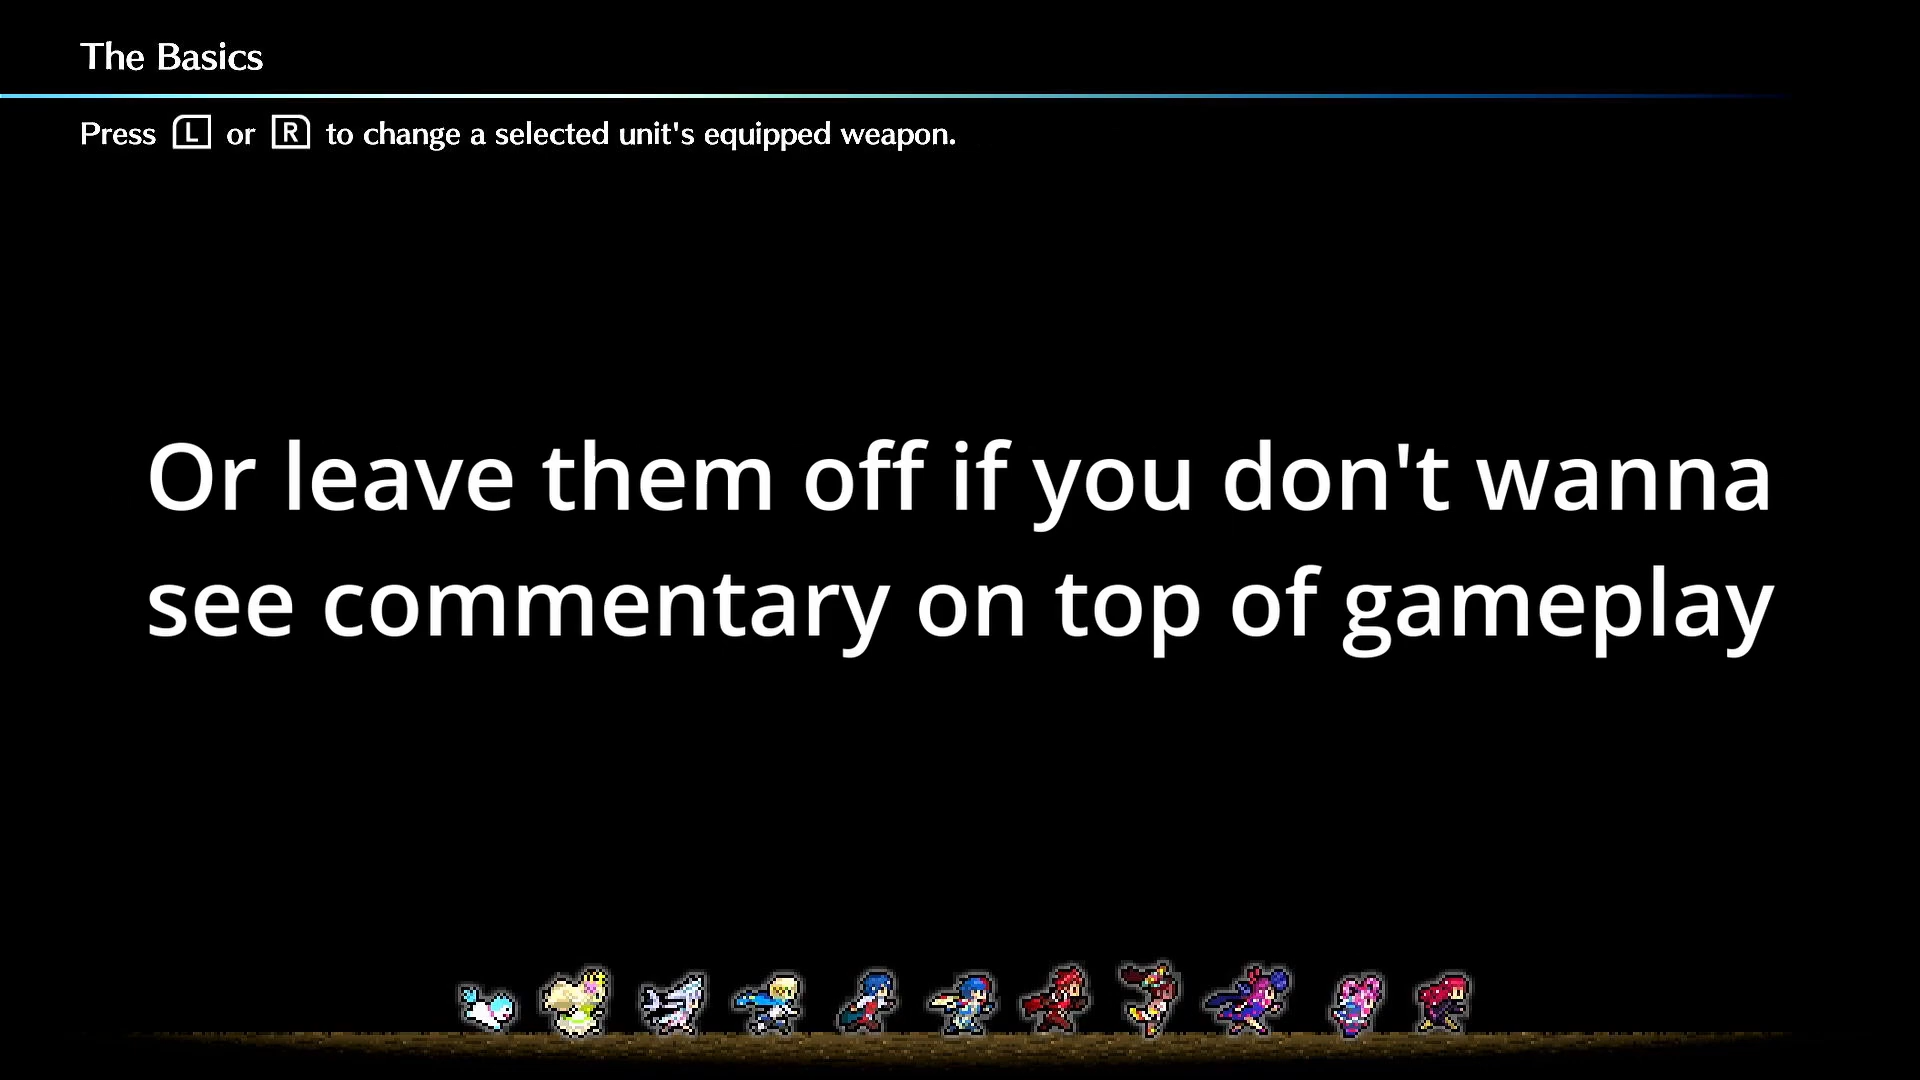 The Basics
Press L or R to change a selected unit's equipped weapon.
Or leave them off if you don't wanna
see commentary on top of gameplay